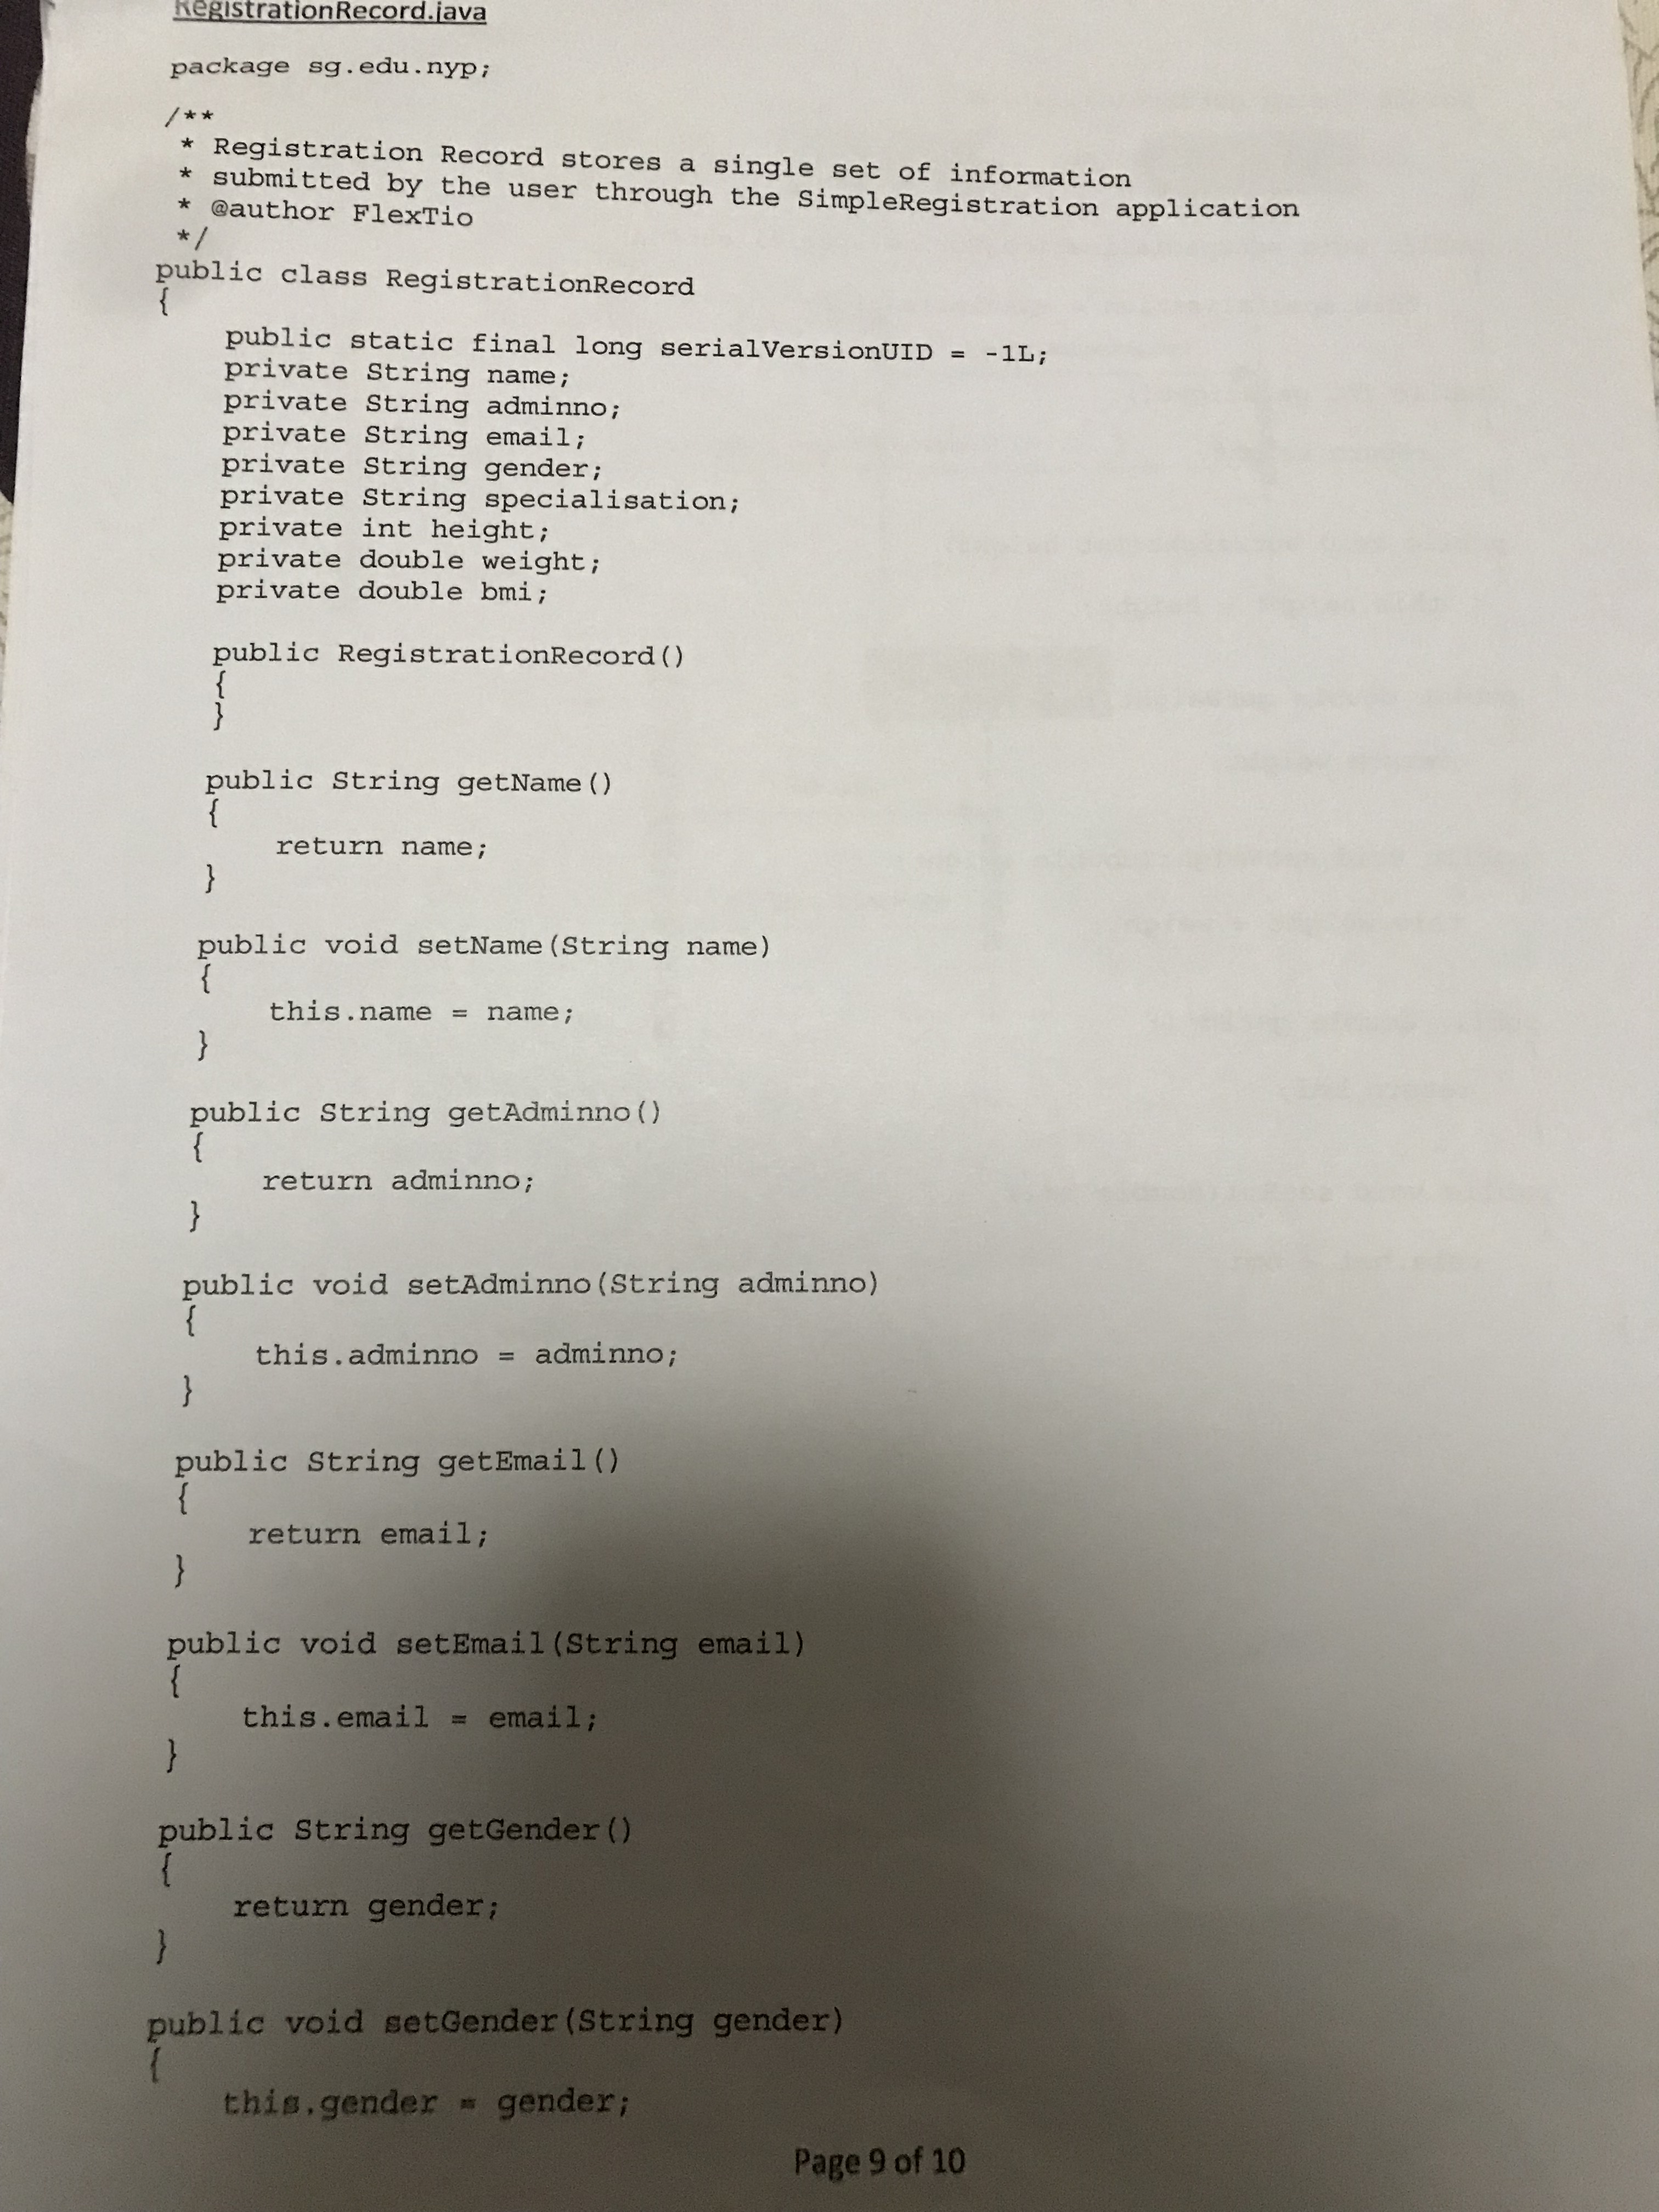 RegistrationRecord.java
package sg.edu.nyp;
/**
* Registration Record stores a single set of information
* submitted by the user through the SimpleRegistration application
* @author FlexTio
*/
public class RegistrationRecord
{
public static final long serialVersionUID = -1L;
private String name;
private String adminno;
private String email;
private String gender;
private String specialisation;
private int height;
private double weight;
private double bmi;
public RegistrationRecord()
{
}
public String getName()
{
return name;
}
public void setName(String name)
{
this.name = name;
}
public String getAdminno()
{
return adminno;
}
public void setAdminno(String adminno)
{
this.adminno = adminno;
}
public String getEmail()
{
return email;
}
public void setEmail(String email)
{
this.email = email;
}
public String getGender()
{
return gender;
}
public void setGender(String gender)
{
this.gender = gender;
Page 9 of 10